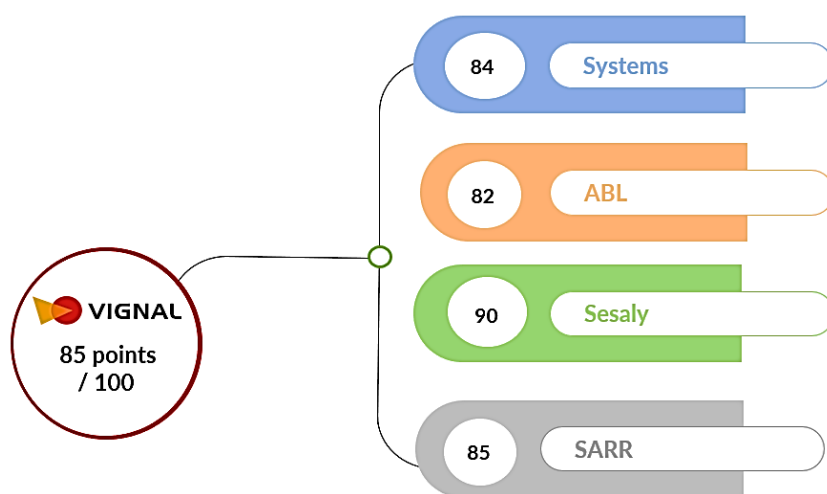 VIGNAL
85 points
/ 100
84
Systems
82
ABL
90
Sesaly
85
SARR